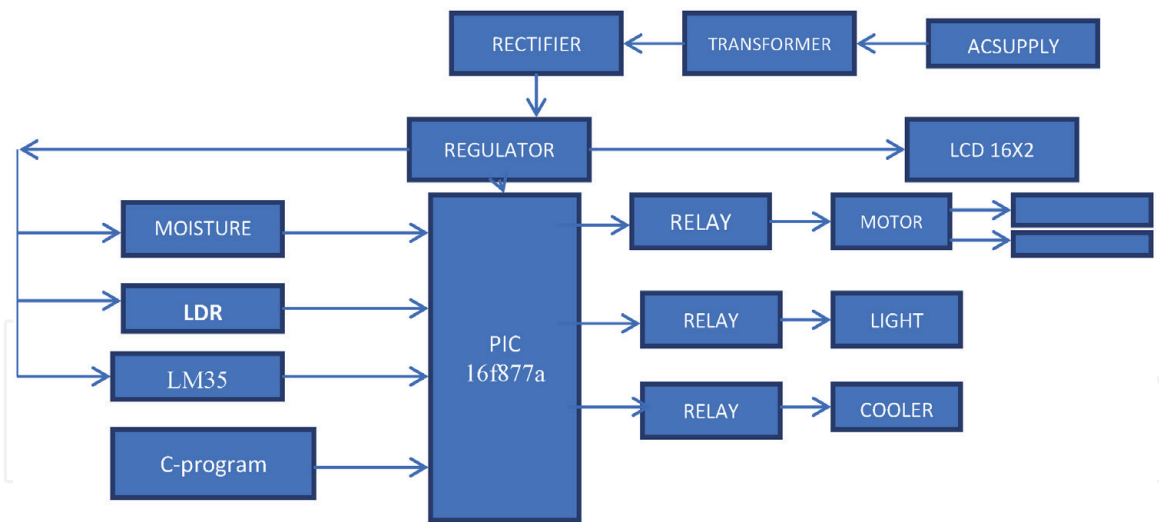 RECTIFIER
TRANSFORMER
ACSUPPLY
REGULATOR
LCD 16X2
MOISTURE
RELAY
MOTOR
LDR
PIC
16f877a
RELAY
LIGHT
LM35
RELAY
COOLER
C-program